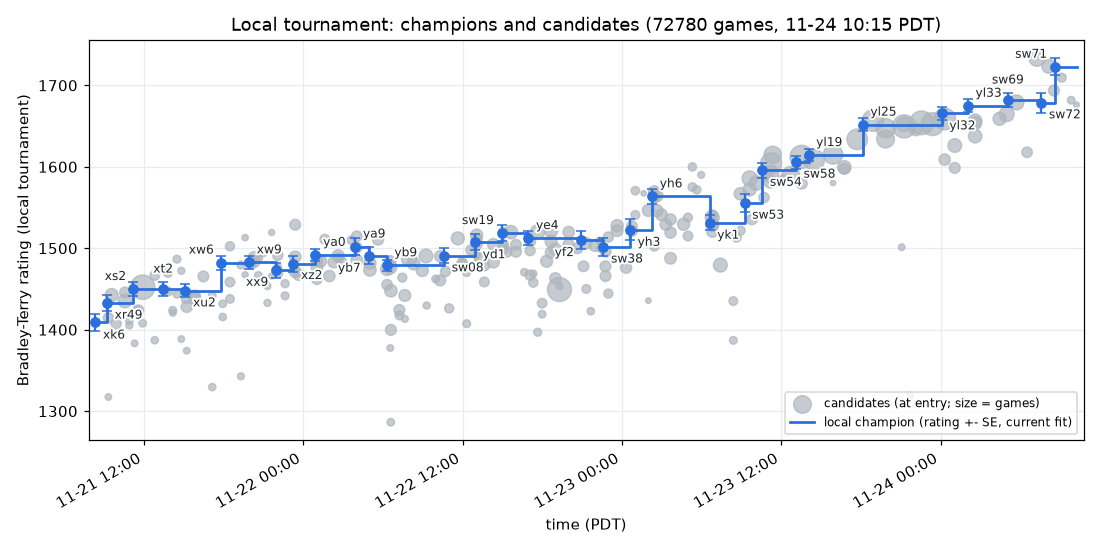 Local tournament: champions and candidates (72780 games, 11-24 10:15 PDT)
Bradley-Terry rating (local tournament)
1700
1600
1500
1400
1300
xk6
xr49
xs2
xt2
xu2
xw6
xx9
xw9
xz2
ya0
yb7
ya9
yb9
sw08
sw19
yd1
ye4
yf2
sw38
yh3
yh6
yk1
sw53
sw54
sw58
yl19
yl25
yl32
yl33
sw69
sw72
sw71
candidates (at entry; size = games)
local champion (rating +- SE, current fit)
11-21 12:00
11-22 00:00
11-22 12:00
11-23 00:00
11-23 12:00
11-24 00:00
time (PDT)